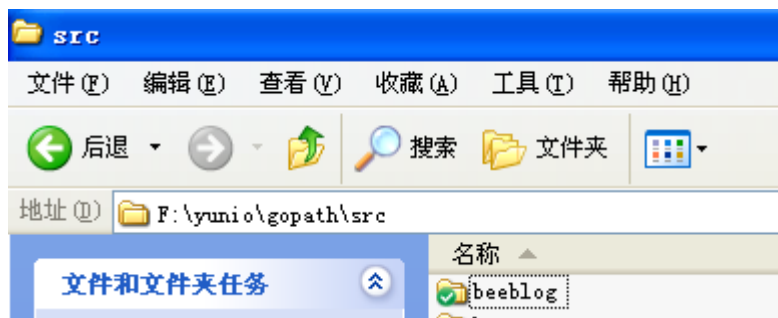 src
文件(F) 编辑(E) 查看(V) 收藏(A) 工具(T) 帮助(H)
后退 搜索 文件夹
地址(D) F:\yunio\gopath\src
名称
文件和文件夹任务
beeblog